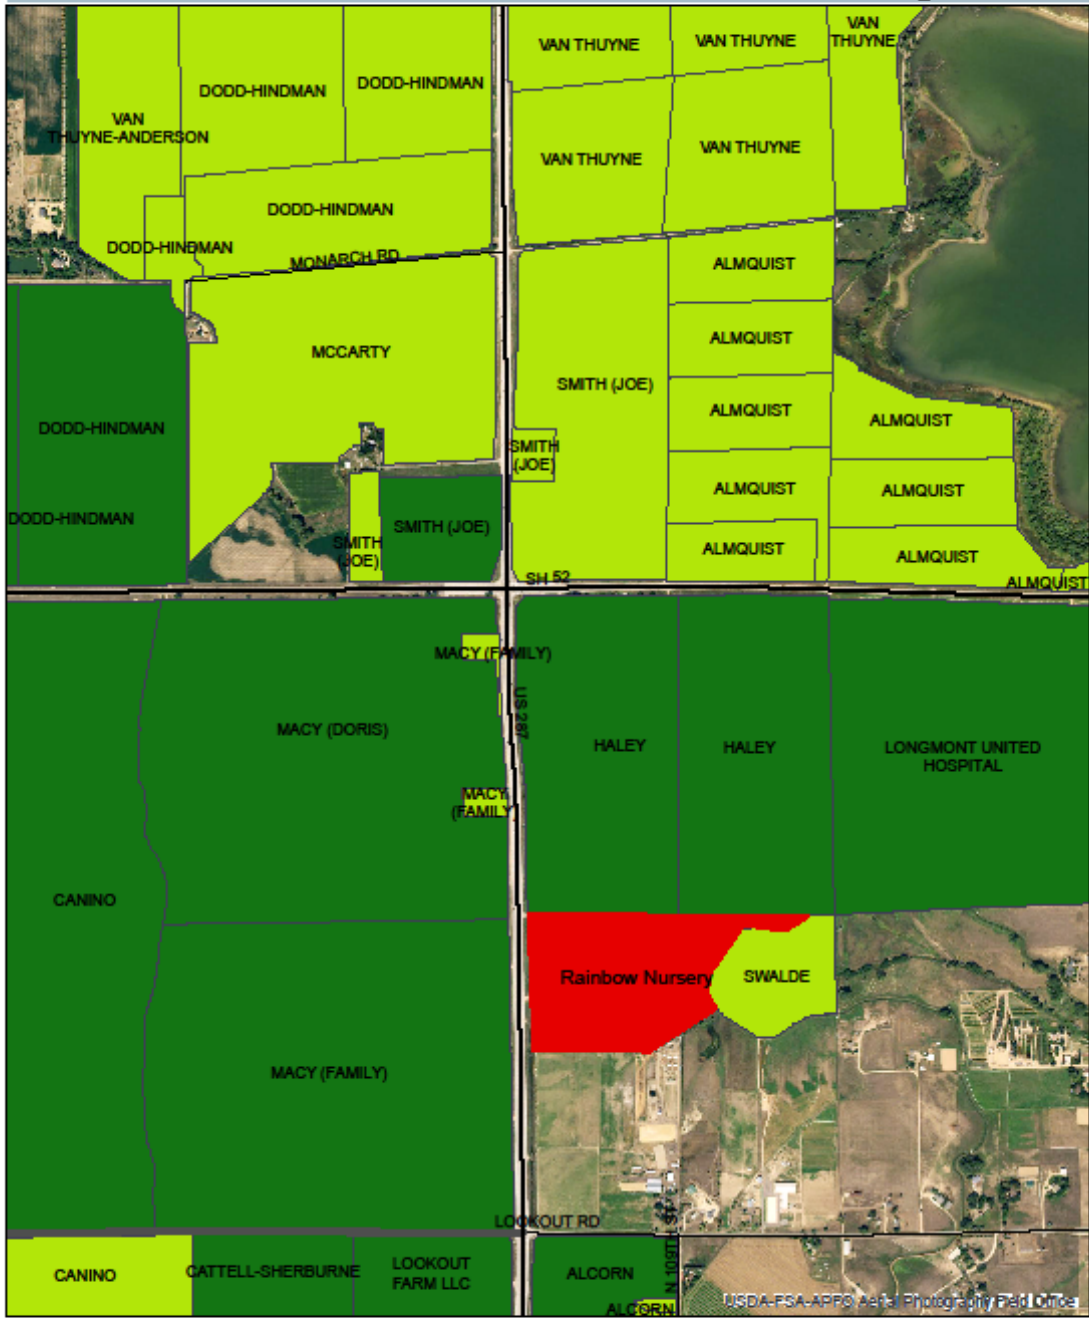 VAN
THUYNE
VAN THUYNE
VAN THUYNE
DODD-HINDMAN
DODD-HINDMAN
VAN
THUYNE-ANDERSON
VAN THUYNE
VAN THUYNE
DODD-HINDMAN
DODD-HINDMAN
MONARCH RD
ALMQUIST
MCCARTY
ALMQUIST
SMITH (JOE)
ALMQUIST
ALMQUIST
DODD-HINDMAN
SMITH
(JOE)
ALMQUIST
ALMQUIST
DODD-HINDMAN
SMITH (JOE)
SMITH
(JOE)
ALMQUIST
ALMQUIST
SH 52
ALMQUIST
MACY (FAMILY)
US 287
MACY (DORIS)
HALEY
HALEY
LONGMONT UNITED
HOSPITAL
MACY
(FAMILY
CANINO
Rainbow Nursery
SWALDE
MACY (FAMILY)
LOOKOUT RD
N 109TH ST
CANINO
CATTELL-SHERBURNE
LOOKOUT
FARM LLC
ALCORN
ALCORN
USDA-FSA-APFO Aerial Photography Field Office